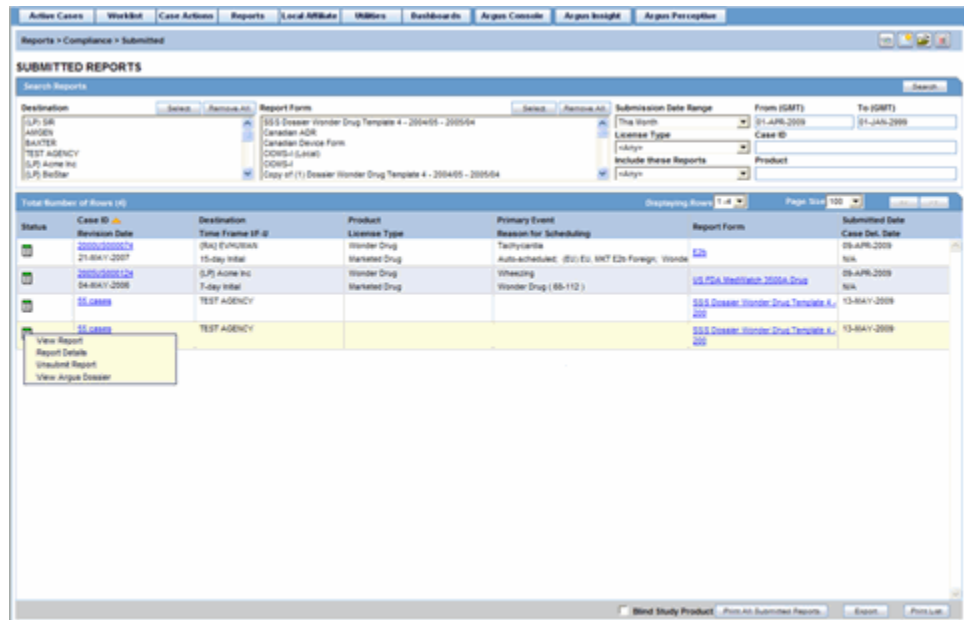 Active Cases Worklist Case Actions Reports Local Affiliate Utilities Dashboards Argus Console Argus Insight Argus Perceptive
Reports > Compliance > Submitted
SUBMITTED REPORTS
Search Reports Search
Destination Select Remove All Report Form Select Remove All Submission Date Range From (GMT) To (GMT)
(LP) SIR SSS Dossier Wonder Drug Template 4 - 2004/05 - 2005/04 This Month 01-APR-2009
AMGEN Canadian ADR License Type Case ID
BAXTER Canadian Device Form <Any>
TEST AGENCY CIOMS-I (Local) Include these Reports Product
(LP) Acme Inc CIOMS-I <Any>
(LP) BioStar Copy of (1) Dossier Wonder Drug Template 4 - 2004/05 - 2005/04
Total Number of Rows (4) Displaying Rows 1-4 Page Size 100
Status Case ID Destination Product Primary Event Report Form Submitted Date
Revision Date Time Frame I/F-U License Type Reason for Scheduling Case Del. Date
Wonder Drug Tachycardia E2b 09-APR-2009
21-MAY-2007 15-day Initial Marketed Drug Auto-scheduled; (EU) EU, MKT E2b Foreign; Wonde N/A
(LP) Acme Inc Wonder Drug Wheezing US FDA MedWatch 3500A Drug 09-APR-2009
04-MAY-2006 7-day Initial Marketed Drug Wonder Drug ( 68-112 ) N/A
55 cases TEST AGENCY SSS Dossier Wonder Drug Template 4 - 13-MAY-2009
200
55 cases TEST AGENCY SSS Dossier Wonder Drug Template 4 - 13-MAY-2009
200
View Report
Report Details
Unsubmit Report
View Argus Dossier
Blind Study Product Print All Submitted Reports Export Print List